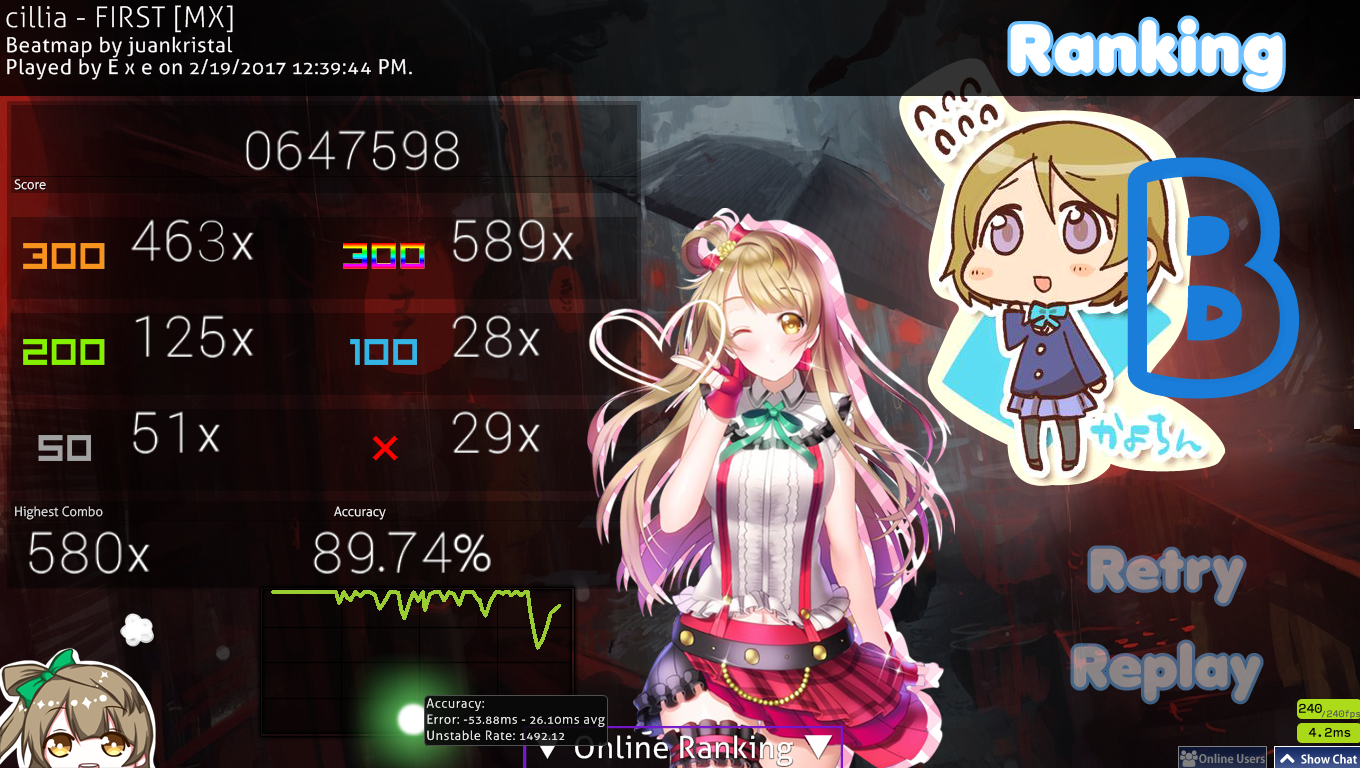 cillia - FIRST [MX]
Beatmap by juankristal
Played by E x e on 2/19/2017 12:39:44 PM.
Ranking
0647598
Score
300 463x 300 589x
200 125x 100 28x
50 51x × 29x
B
かよちん
Highest Combo
Accuracy
580x
89.74%
Retry
Replay
Accuracy:
Error: -53.88ms - 26.10ms avg
Unstable Rate: 1492.12
Online Ranking
240/240fps
4.2ms
Online Users
Show Chat